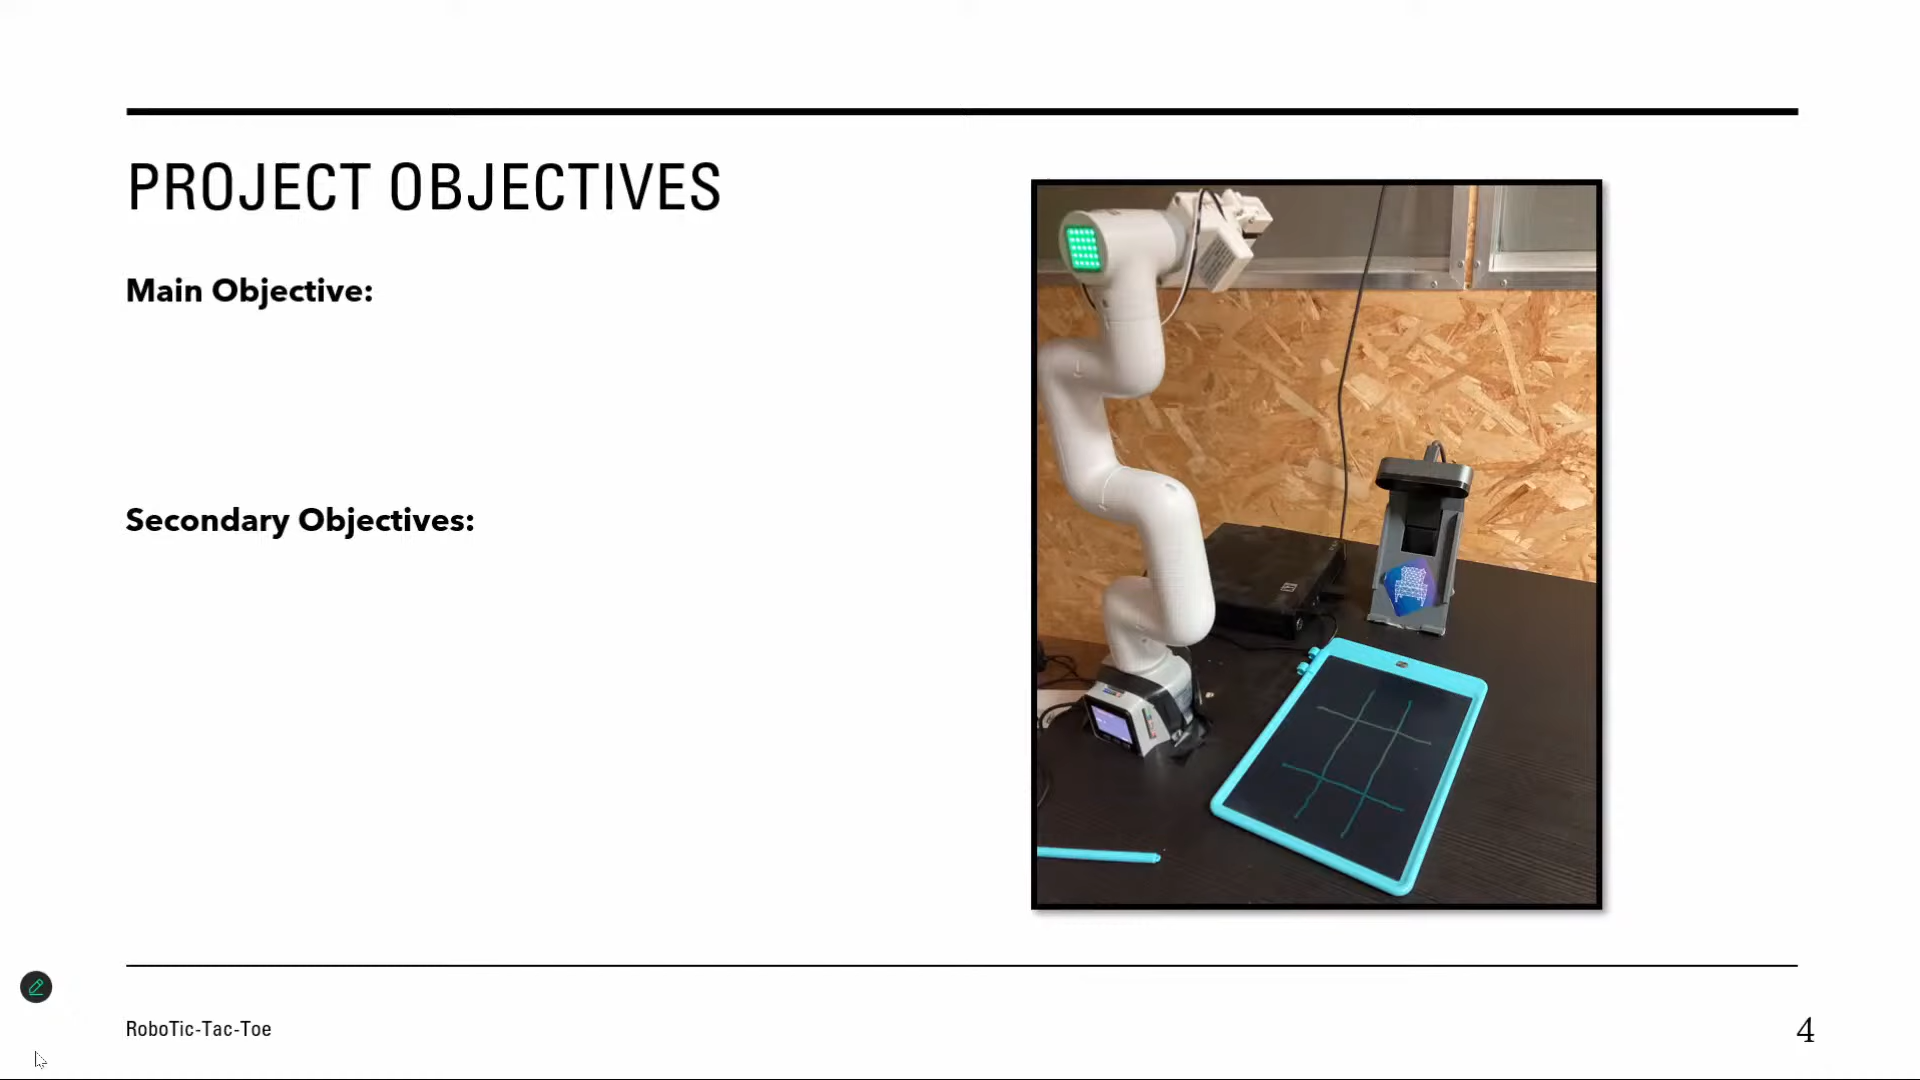 PROJECT OBJECTIVES
Main Objective:
Secondary Objectives:
RoboTic-Tac-Toe
4